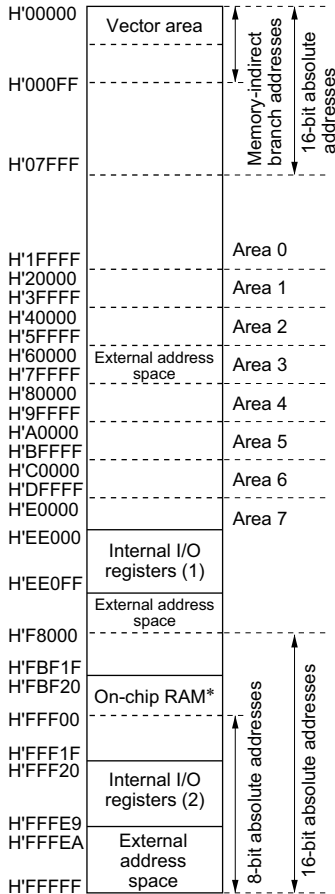 H'00000
Vector area
H'000FF
Memory-indirect
branch addresses
16-bit absolute
addresses
H'07FFF
H'1FFFF
Area 0
H'20000
Area 1
H'3FFFF
H'40000
Area 2
H'5FFFF
H'60000
External address
space
Area 3
H'7FFFF
H'80000
Area 4
H'9FFFF
H'A0000
Area 5
H'BFFFF
H'C0000
Area 6
H'DFFFF
H'E0000
Area 7
H'EE000
Internal I/O
registers (1)
H'EE0FF
External address
space
H'F8000
H'FBF1F
H'FBF20
On-chip RAM*
H'FFF00
H'FFF1F
H'FFF20
Internal I/O
registers (2)
H'FFFE9
H'FFFEA
External
address
space
H'FFFFF
8-bit absolute addresses
16-bit absolute addresses